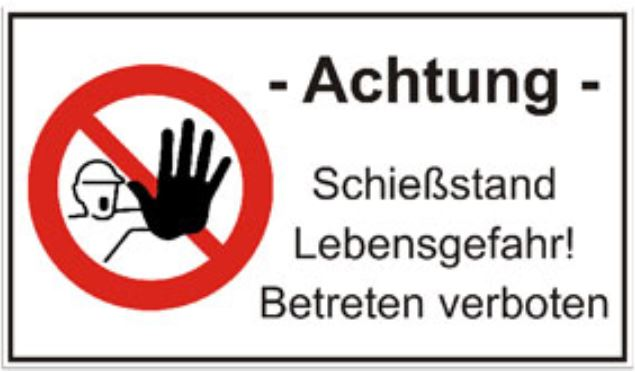 - Achtung -
Schießstand
Lebensgefahr!
Betreten verboten